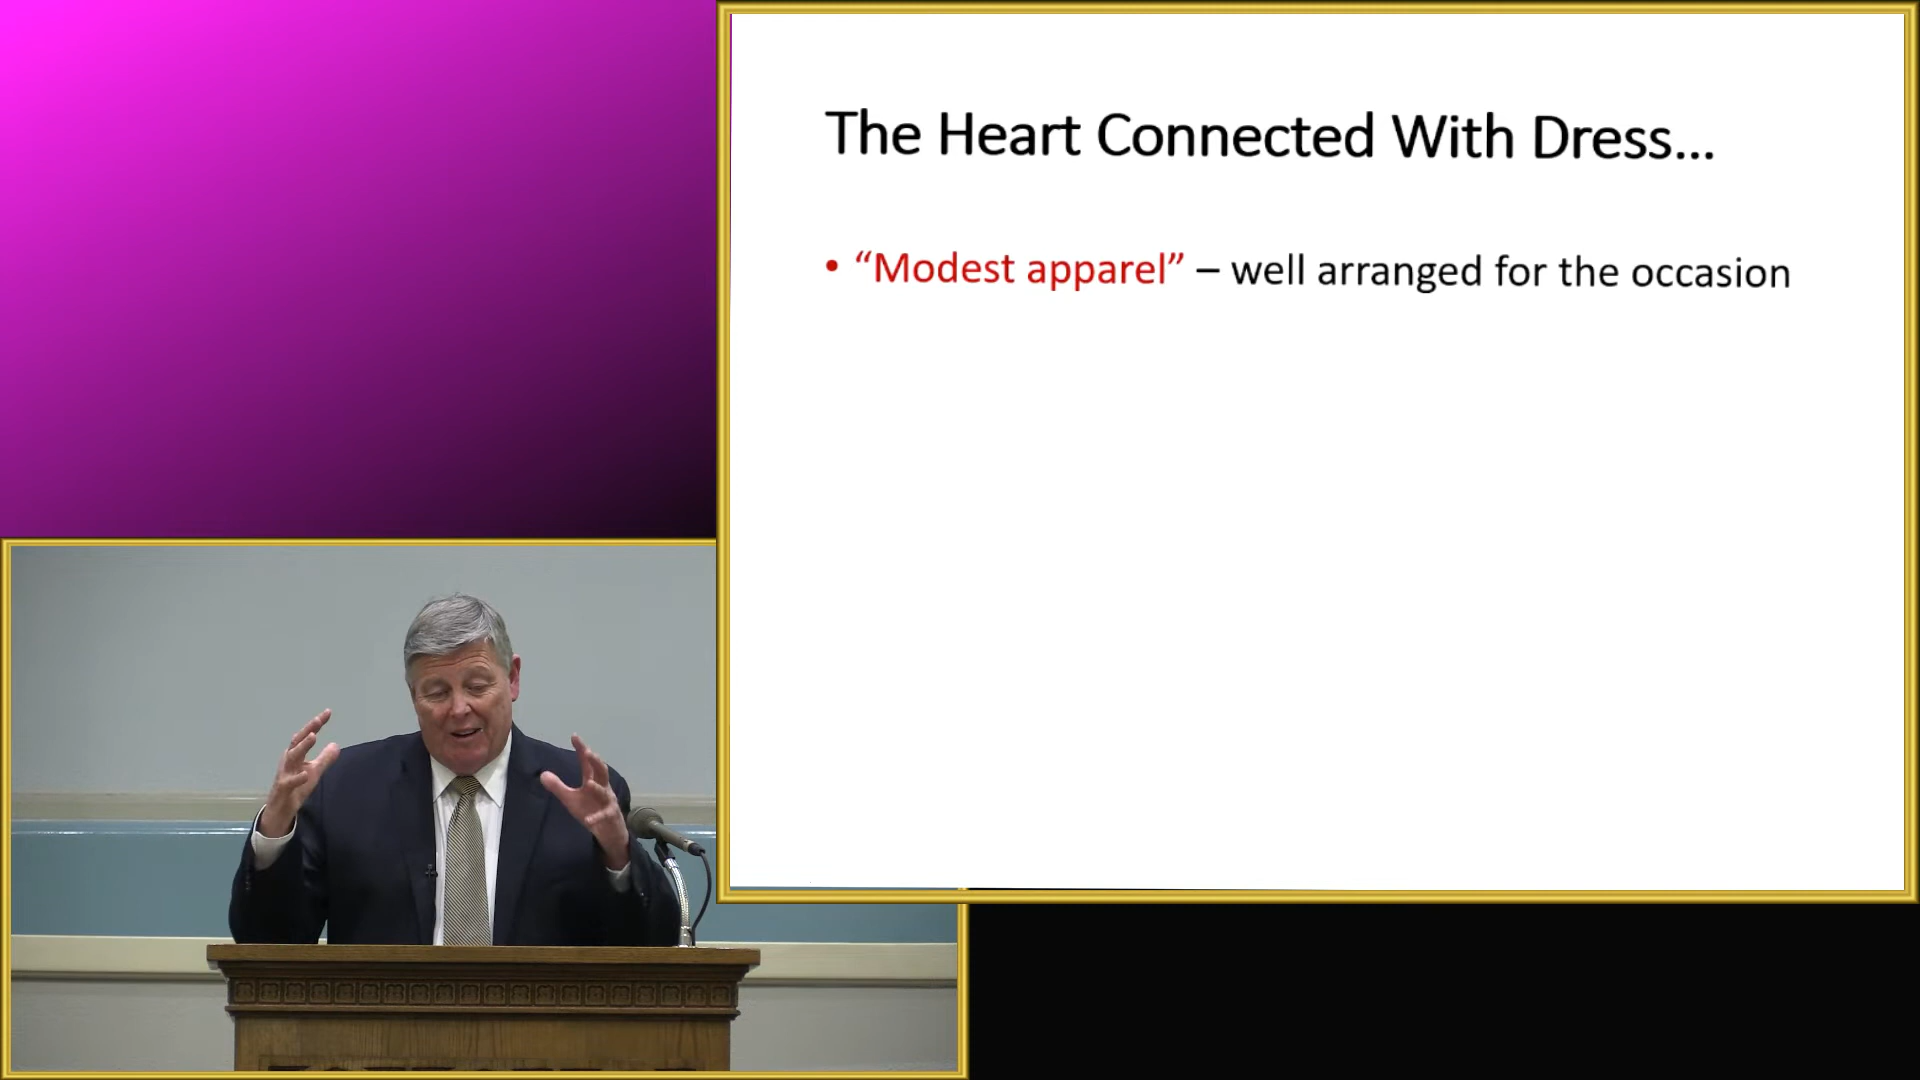 The Heart Connected With Dress...
• “Modest apparel” – well arranged for the occasion